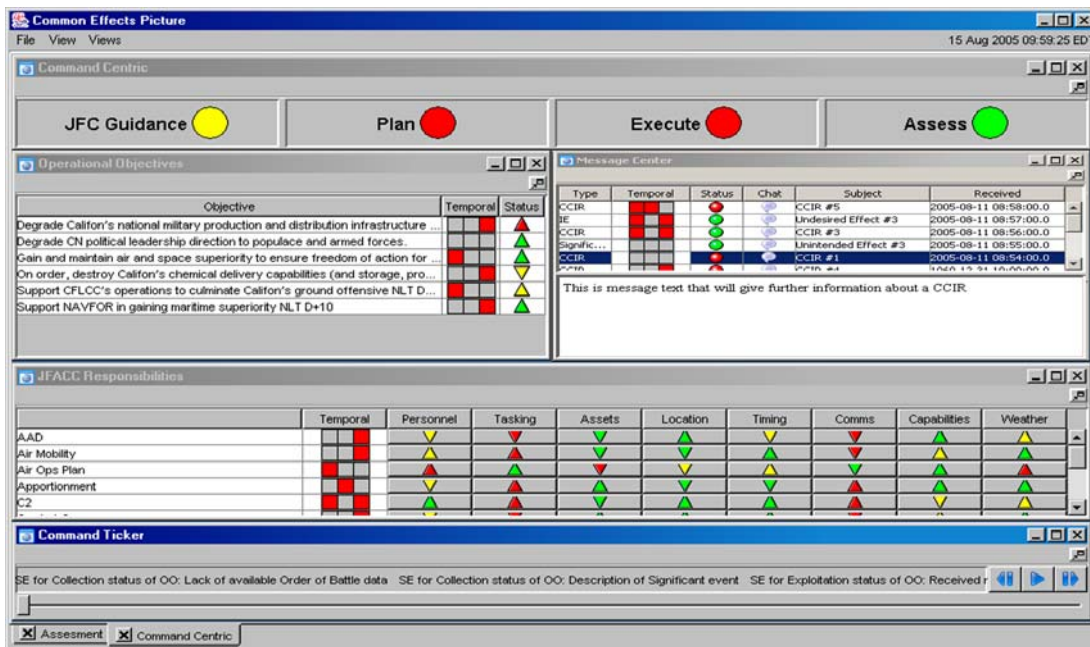 Common Effects Picture
File View Views 15 Aug 2005 09:59:25 ED
Command Centric
JFC Guidance Plan Execute Assess
Operational Objectives
Objective Temporal Status
Degrade Califon's national military production and distribution infrastructure ...
Degrade CN political leadership direction to populace and armed forces.
Gain and maintain air and space superiority to ensure freedom of action for ...
On order, destroy Califon's chemical delivery capabilities (and storage, pro...
Support CFLCC's operations to culminate Califon's ground offensive NLT D...
Support NAVFOR in gaining maritime superiority NLT D+10
Message Center
Type Temporal Status Chat Subject Received
CCIR CCIR #5 2005-08-11 08:58:00.0
IE Undesired Effect #3 2005-08-11 08:57:00.0
CCIR CCIR #3 2005-08-11 08:56:00.0
Signific... Unintended Effect #3 2005-08-11 08:55:00.0
CCIR CCIR #1 2005-08-11 08:54:00.0
This is message text that will give further information about a CCIR
JFACC Responsibilities
Temporal Personnel Tasking Assets Location Timing Comms Capabilities Weather
AAD
Air Mobility
Air Ops Plan
Apportionment
C2
Command Ticker
SE for Collection status of OO: Lack of available Order of Battle data SE for Collection status of OO: Description of Significant event SE for Exploitation status of OO: Received
Assesment Command Centric